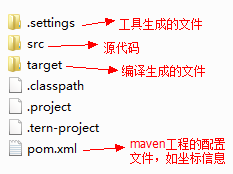 .settings 工具生成的文件
src 源代码
target 编译生成的文件
.classpath
.project
.tern-project
pom.xml maven工程的配置
文件，如坐标信息